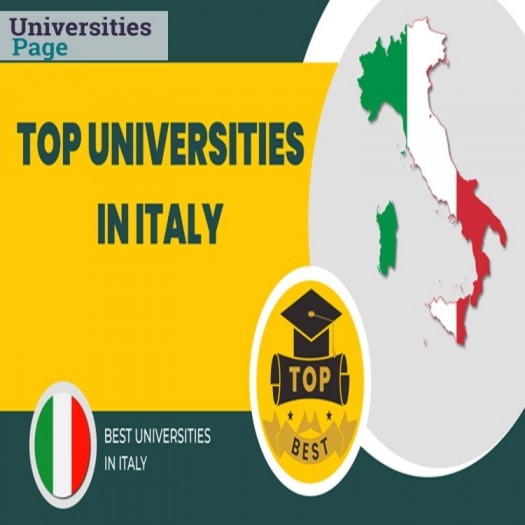 Universities
Page
TOP UNIVERSITIES
IN ITALY
TOP
BEST
BEST UNIVERSITIES
IN ITALY